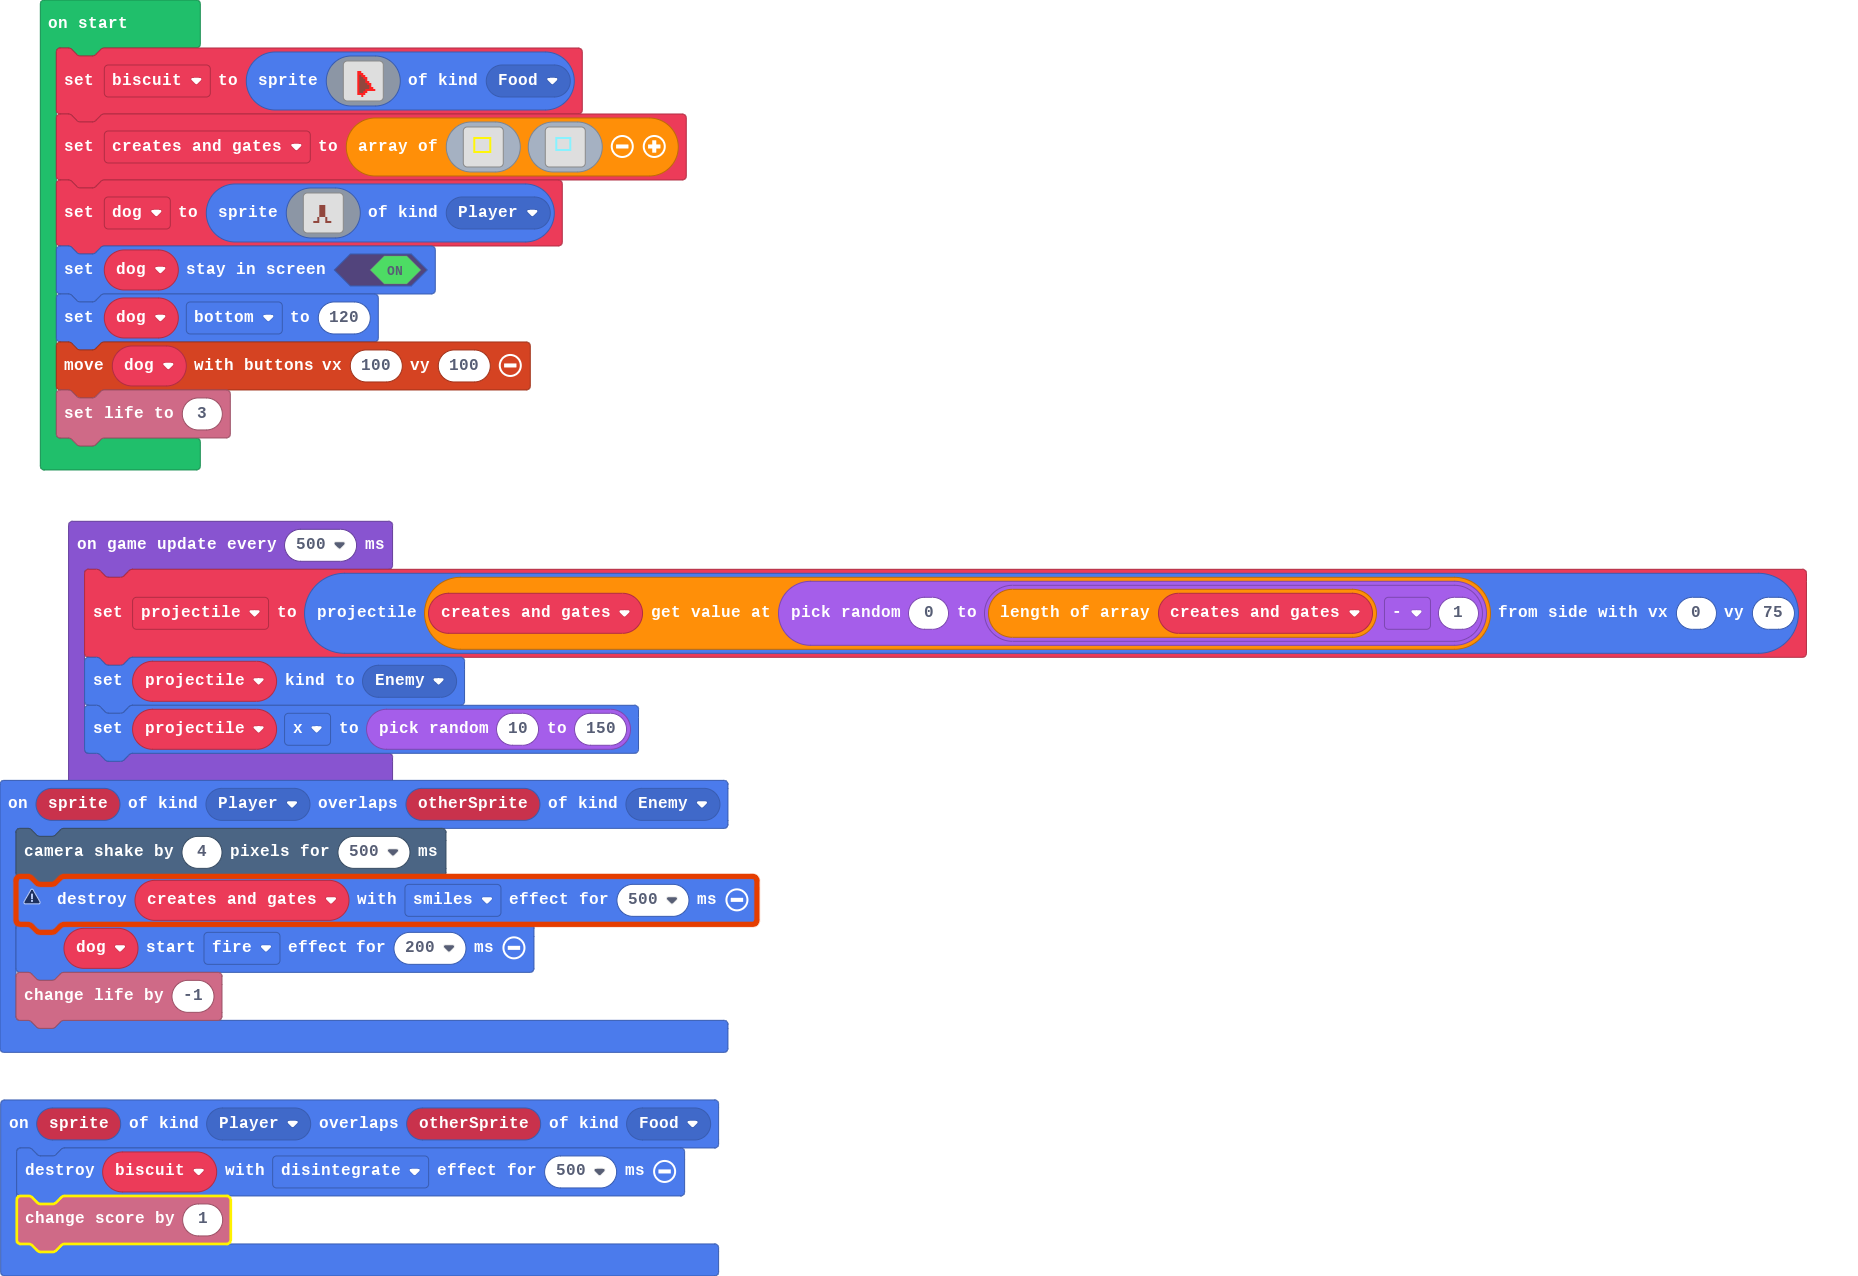 on start
set biscuit to sprite of kind Food
set creates and gates to array of
set dog to sprite of kind Player
set dog stay in screen ON
set dog bottom to 120
move dog with buttons vx 100 vy 100
set life to 3
on game update every 500 ms
set projectile to projectile creates and gates get value at pick random 0 to length of array creates and gates - 1 from side with vx 0 vy 75
set projectile kind to Enemy
set projectile x to pick random 10 to 150
on sprite of kind Player overlaps otherSprite of kind Enemy
camera shake by 4 pixels for 500 ms
destroy creates and gates with smiles effect for 500 ms
dog start fire effect for 200 ms
change life by -1
on sprite of kind Player overlaps otherSprite of kind Food
destroy biscuit with disintegrate effect for 500 ms
change score by 1